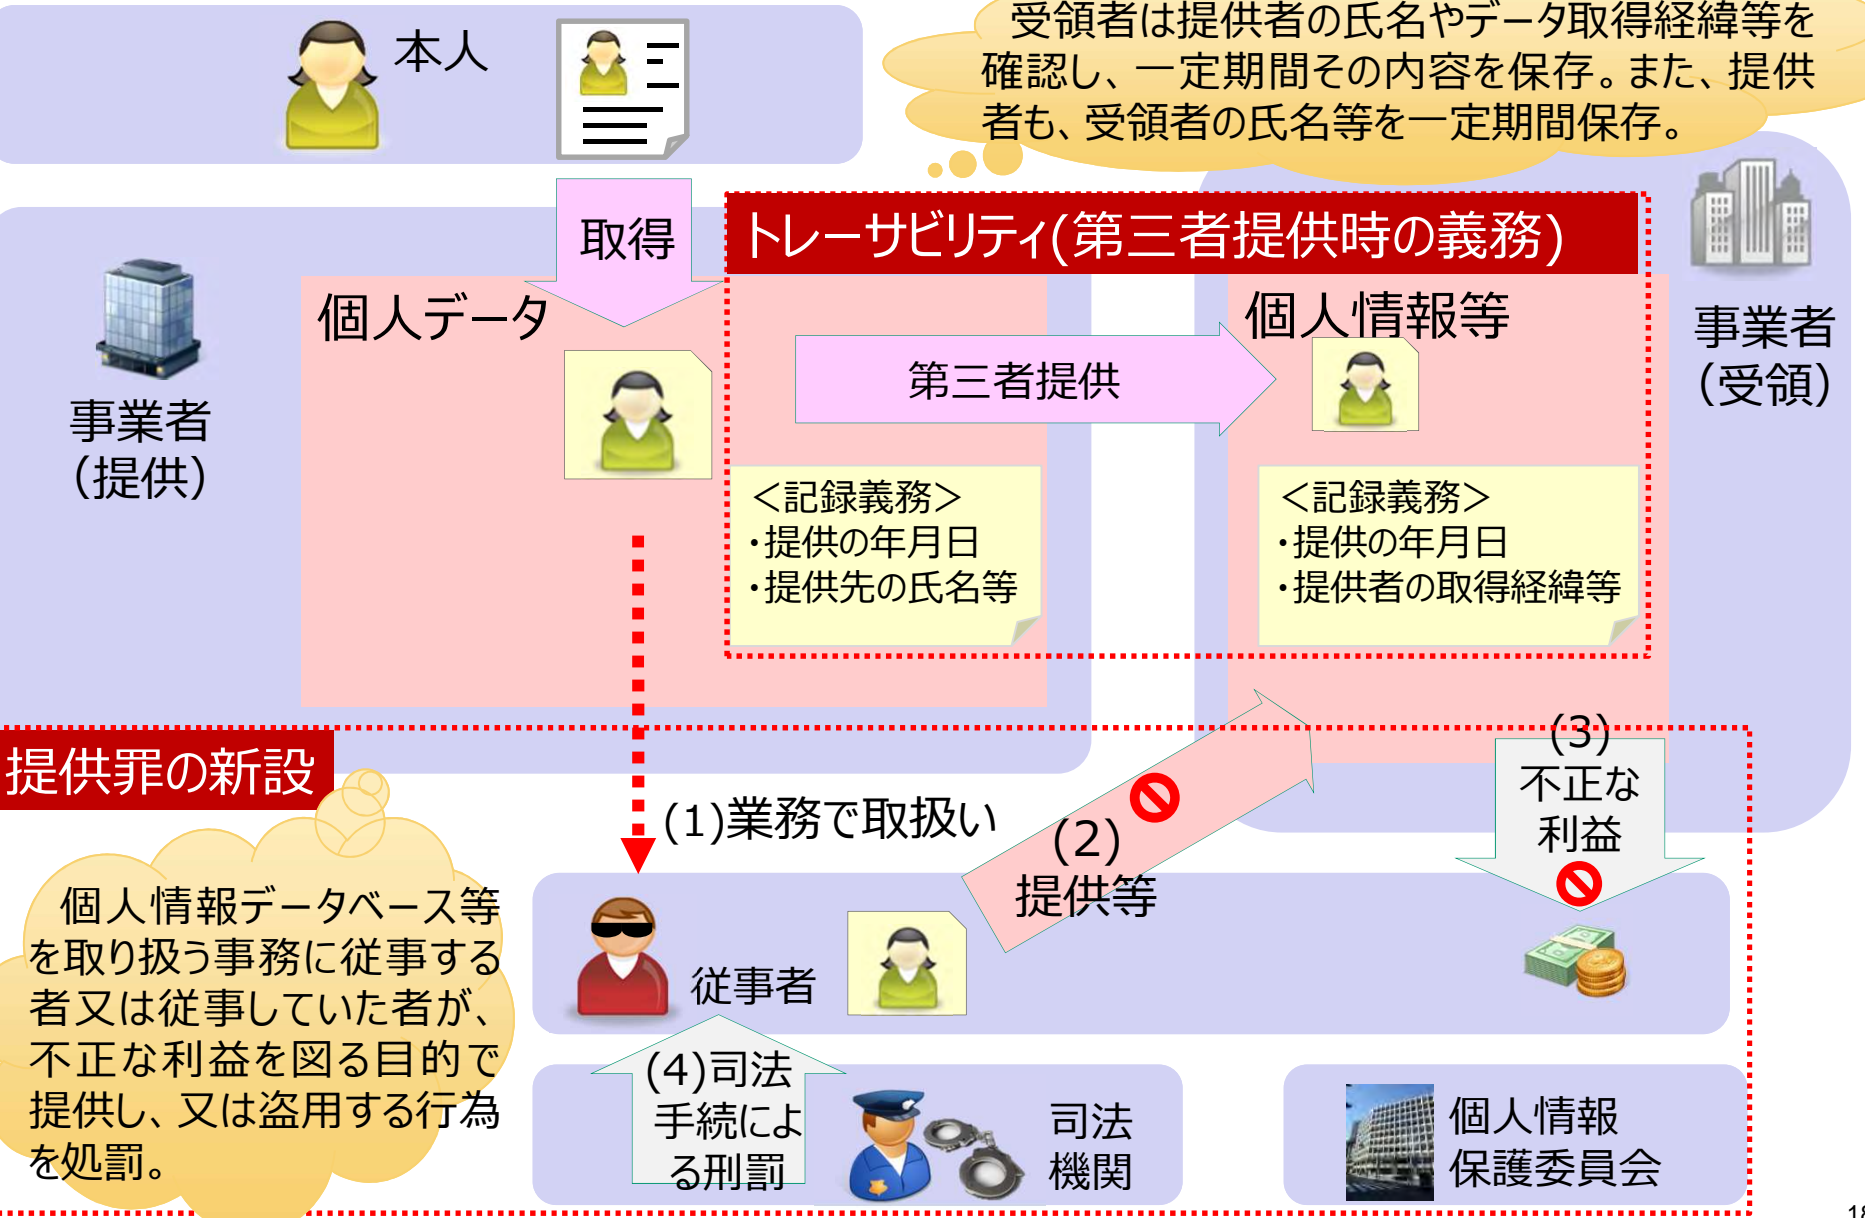 本人
受領者は提供者の氏名やデータ取得経緯等を
確認し、一定期間その内容を保存。また、提供
者も、受領者の氏名等を一定期間保存。
取得
トレーサビリティ(第三者提供時の義務)
個人データ
個人情報等
第三者提供
事業者
（提供）
事業者
（受領）
＜記録義務＞
・提供の年月日
・提供先の氏名等
＜記録義務＞
・提供の年月日
・提供者の取得経緯等
提供罪の新設
個人情報データベース等
を取り扱う事務に従事する
者又は従事していた者が、
不正な利益を図る目的で
提供し、又は盗用する行為
を処罰。
(1)業務で取扱い
(2)
提供等
(3)
不正な
利益
従事者
(4)司法
手続によ
る刑罰
司法
機関
個人情報
保護委員会